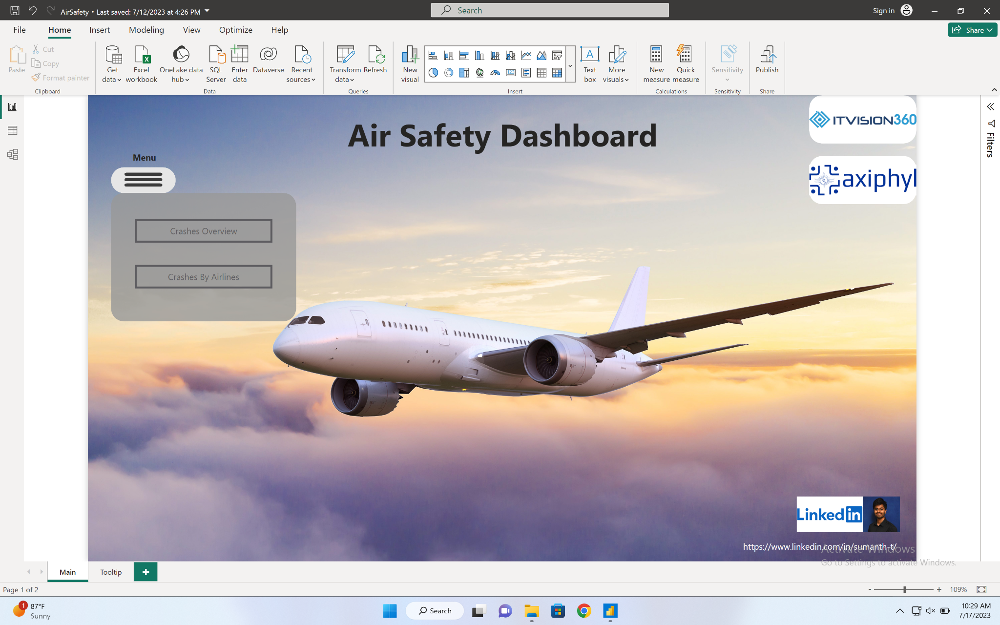 AirSafety • Last saved: 7/12/2023 at 4:26 PM
Search
Sign in
File
Home
Insert
Modeling
View
Optimize
Help
Share
Paste
Cut
Copy
Format painter
Clipboard
Get data
Excel workbook
OneLake data hub
SQL Server
Enter data
Dataverse
Recent sources
Data
Transform data
Refresh
Queries
New visual
123
Insert
A
Text box
More visuals
New measure
Quick measure
Calculations
Sensitivity
Sensitivity
Publish
Share
Air Safety Dashboard
ITVISION360
axiphyl
Filters
Menu
Crashes Overview
Crashes By Airlines
Linked in
https://www.linkedin.com/in/sumanth-t/
Activate Windows
Go to Settings to activate Windows.
Main
Tooltip
+
Page 1 of 2
- + 109%
1
87°F
Sunny
Search
10:29 AM
7/17/2023